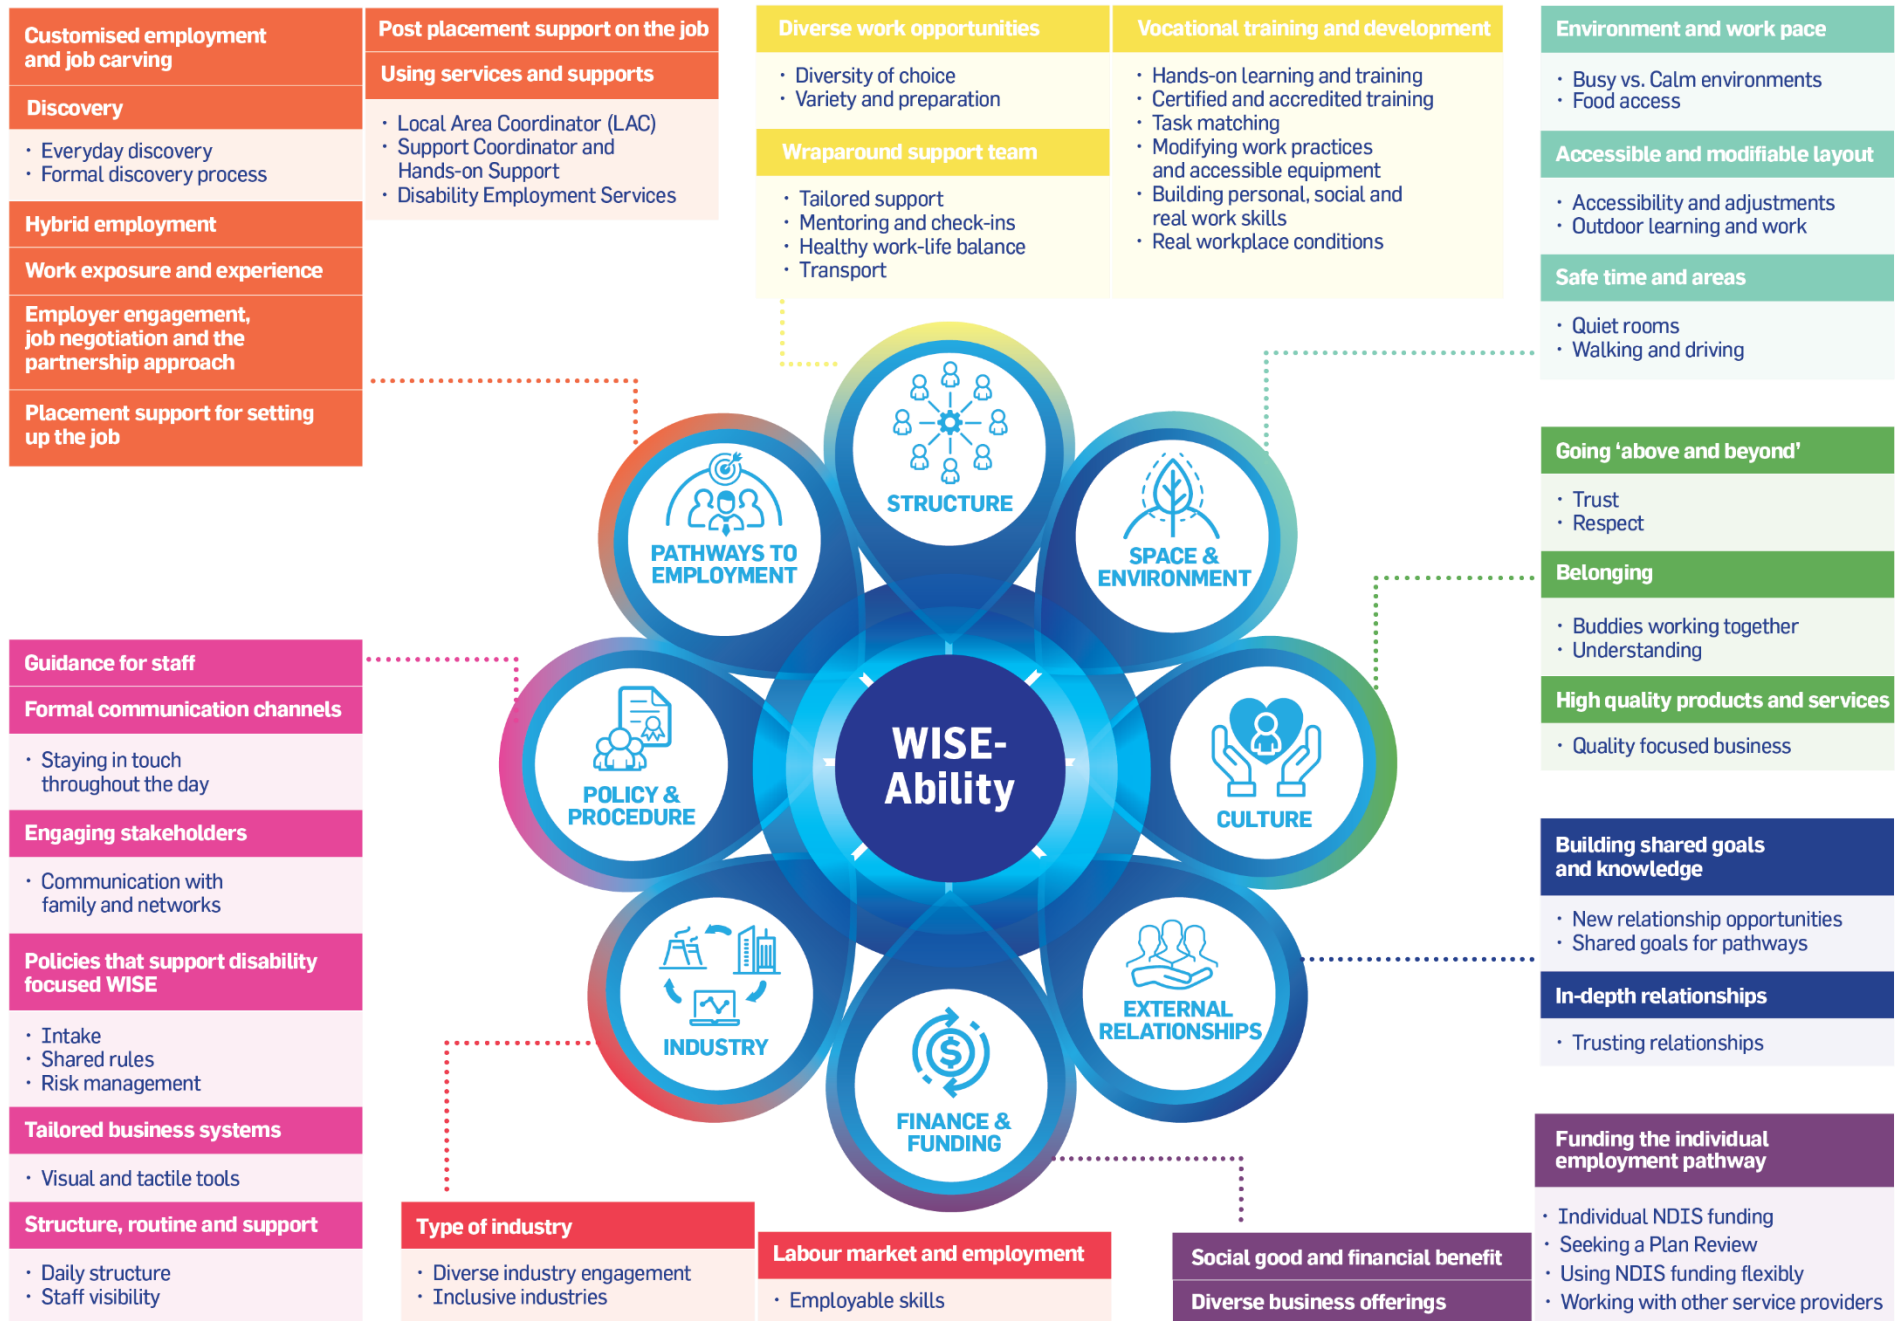 Customised employment
and job carving
Discovery
· Everyday discovery
· Formal discovery process
Hybrid employment
Work exposure and experience
Employer engagement,
job negotiation and the
partnership approach
Placement support for setting
up the job
Post placement support on the job
Using services and supports
· Local Area Coordinator (LAC)
· Support Coordinator and
Hands-on Support
· Disability Employment Services
Diverse work opportunities
· Diversity of choice
· Variety and preparation
Wraparound support team
· Tailored support
· Mentoring and check-ins
· Healthy work-life balance
· Transport
Vocational training and development
· Hands-on learning and training
· Certified and accredited training
· Task matching
· Modifying work practices
and accessible equipment
· Building personal, social and
real work skills
· Real workplace conditions
Environment and work pace
· Busy vs. Calm environments
· Food access
Accessible and modifiable layout
· Accessibility and adjustments
· Outdoor learning and work
Safe time and areas
· Quiet rooms
· Walking and driving
Going ‘above and beyond’
· Trust
· Respect
Belonging
· Buddies working together
· Understanding
High quality products and services
· Quality focused business
Building shared goals
and knowledge
· New relationship opportunities
· Shared goals for pathways
In-depth relationships
· Trusting relationships
Funding the individual
employment pathway
· Individual NDIS funding
· Seeking a Plan Review
· Using NDIS funding flexibly
· Working with other service providers
Social good and financial benefit
Diverse business offerings
Labour market and employment
· Employable skills
Type of industry
· Diverse industry engagement
· Inclusive industries
Guidance for staff
Formal communication channels
· Staying in touch
throughout the day
Engaging stakeholders
· Communication with
family and networks
Policies that support disability
focused WISE
· Intake
· Shared rules
· Risk management
Tailored business systems
· Visual and tactile tools
Structure, routine and support
· Daily structure
· Staff visibility
STRUCTURE
SPACE &
ENVIRONMENT
CULTURE
EXTERNAL
RELATIONSHIPS
$
FINANCE &
FUNDING
INDUSTRY
POLICY &
PROCEDURE
PATHWAYS TO
EMPLOYMENT
WISE-
Ability